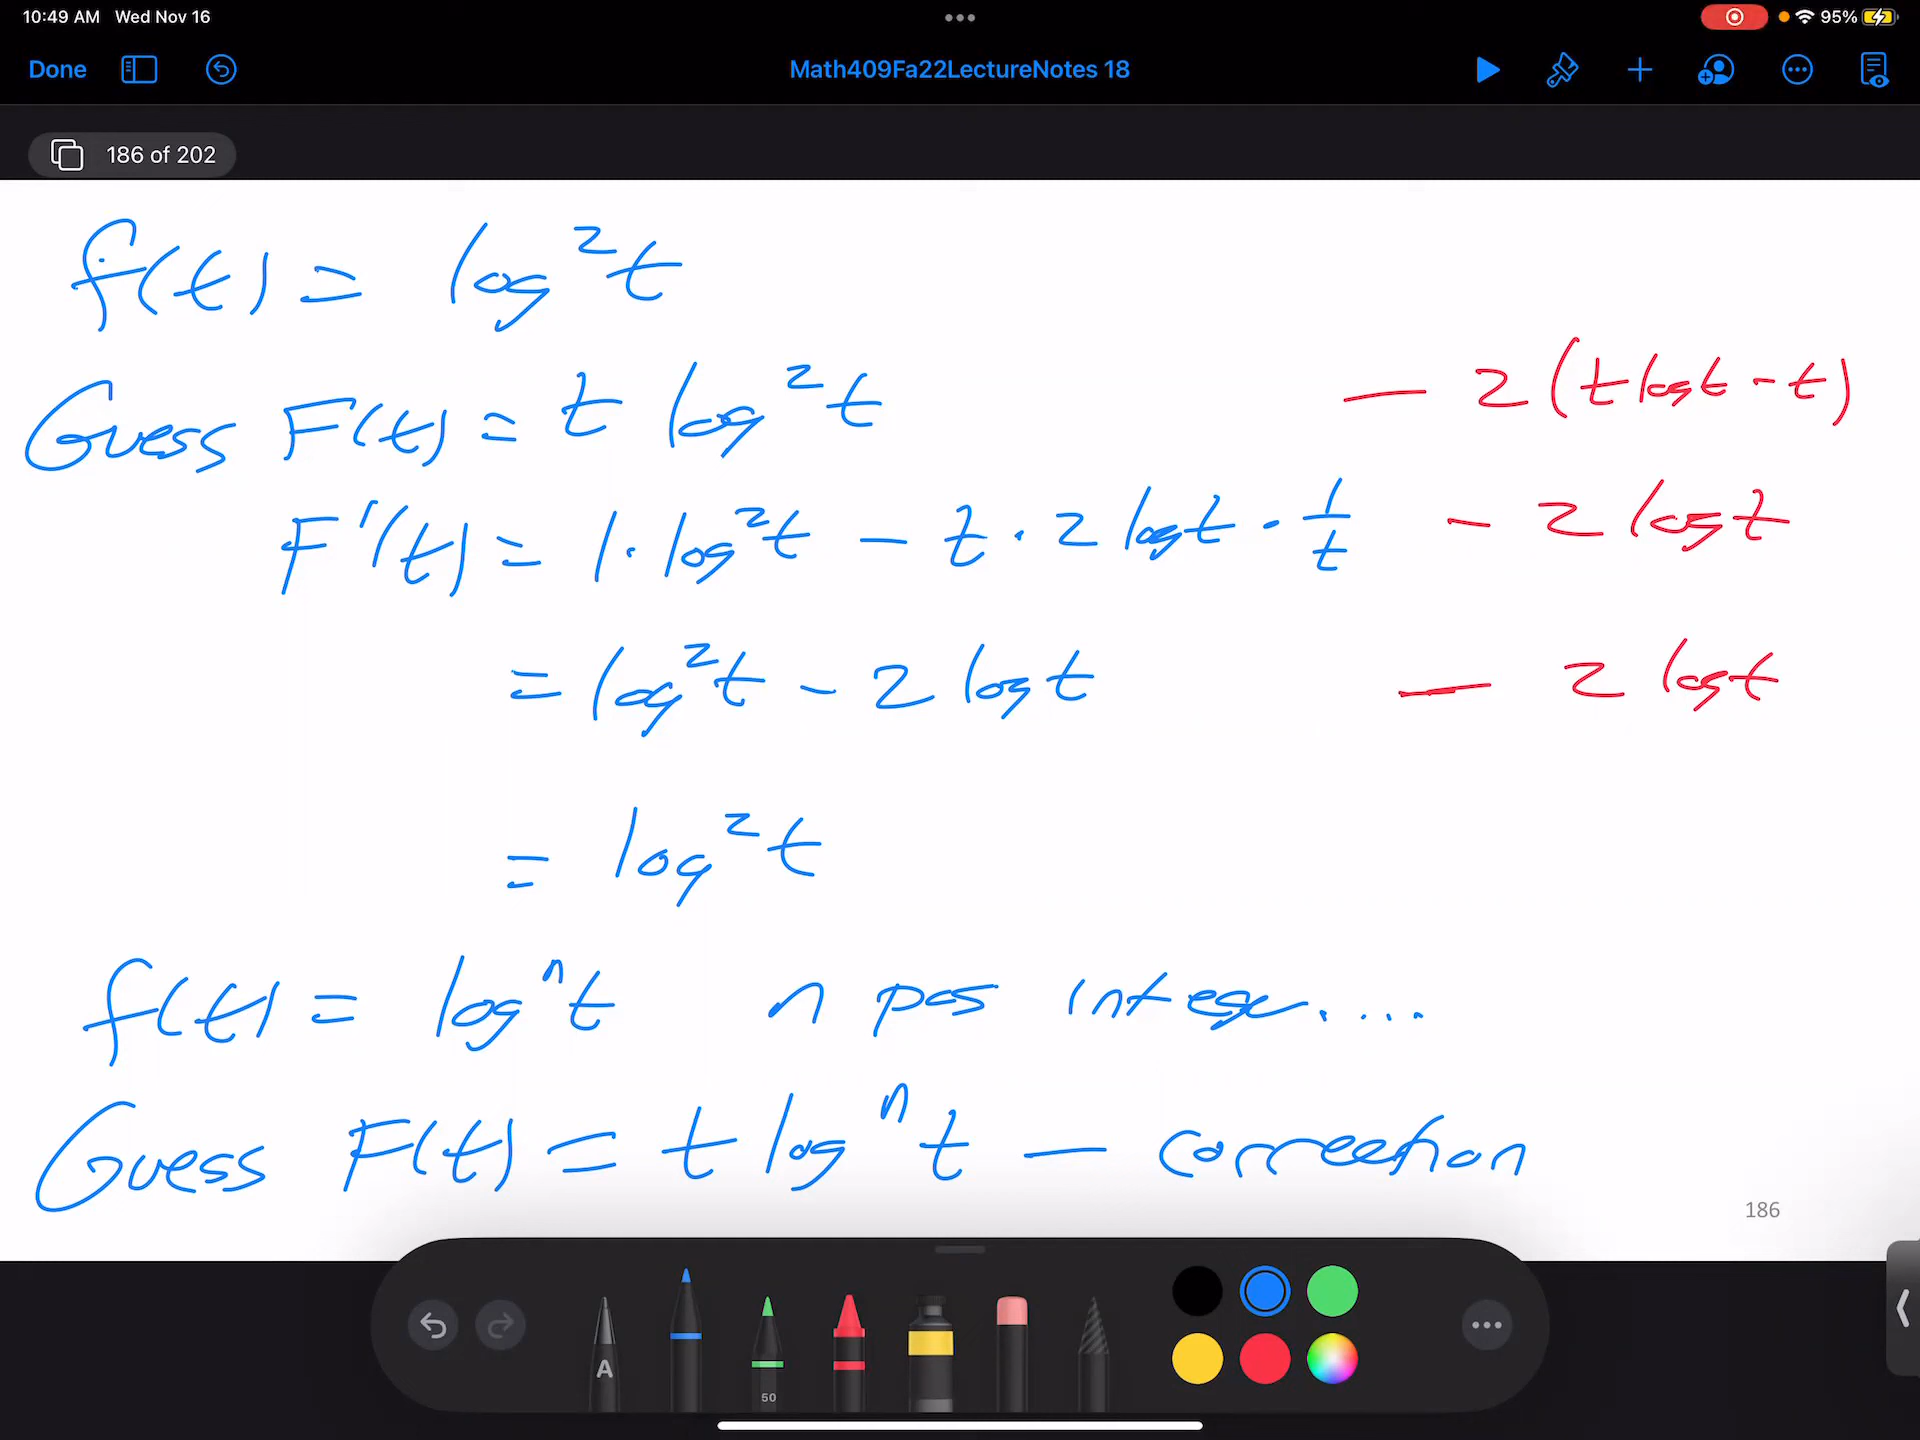 10:49 AM Wed Nov 16
95%
Done
Math409Fa22LectureNotes 18
186 of 202
f(t) = log²t
Guess F(t) = t log²t — 2(t log t - t)
F'(t) = 1·log²t — t·2 log t · 1/t — 2 log t
= log²t - 2 log t — 2 log t
= log²t
f(t) = logⁿt n pos integer....
Guess F(t) = t logⁿt — correction
186
A
50